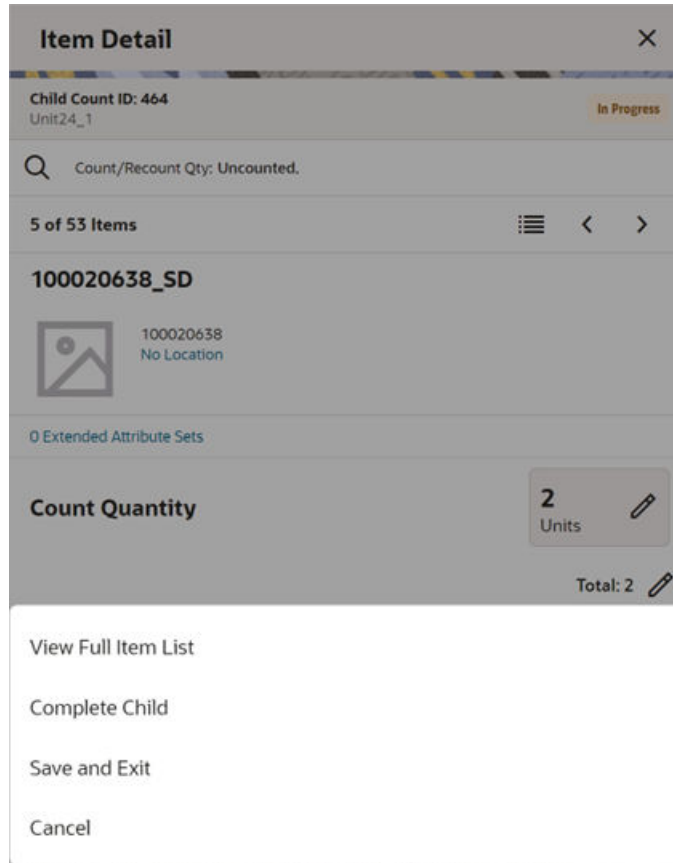 Item Detail
Child Count ID: 464
Unit24_1
In Progress
Count/Recount Qty: Uncounted.
5 of 53 Items
100020638_SD
100020638
No Location
0 Extended Attribute Sets
Count Quantity
2
Units
Total: 2
View Full Item List
Complete Child
Save and Exit
Cancel